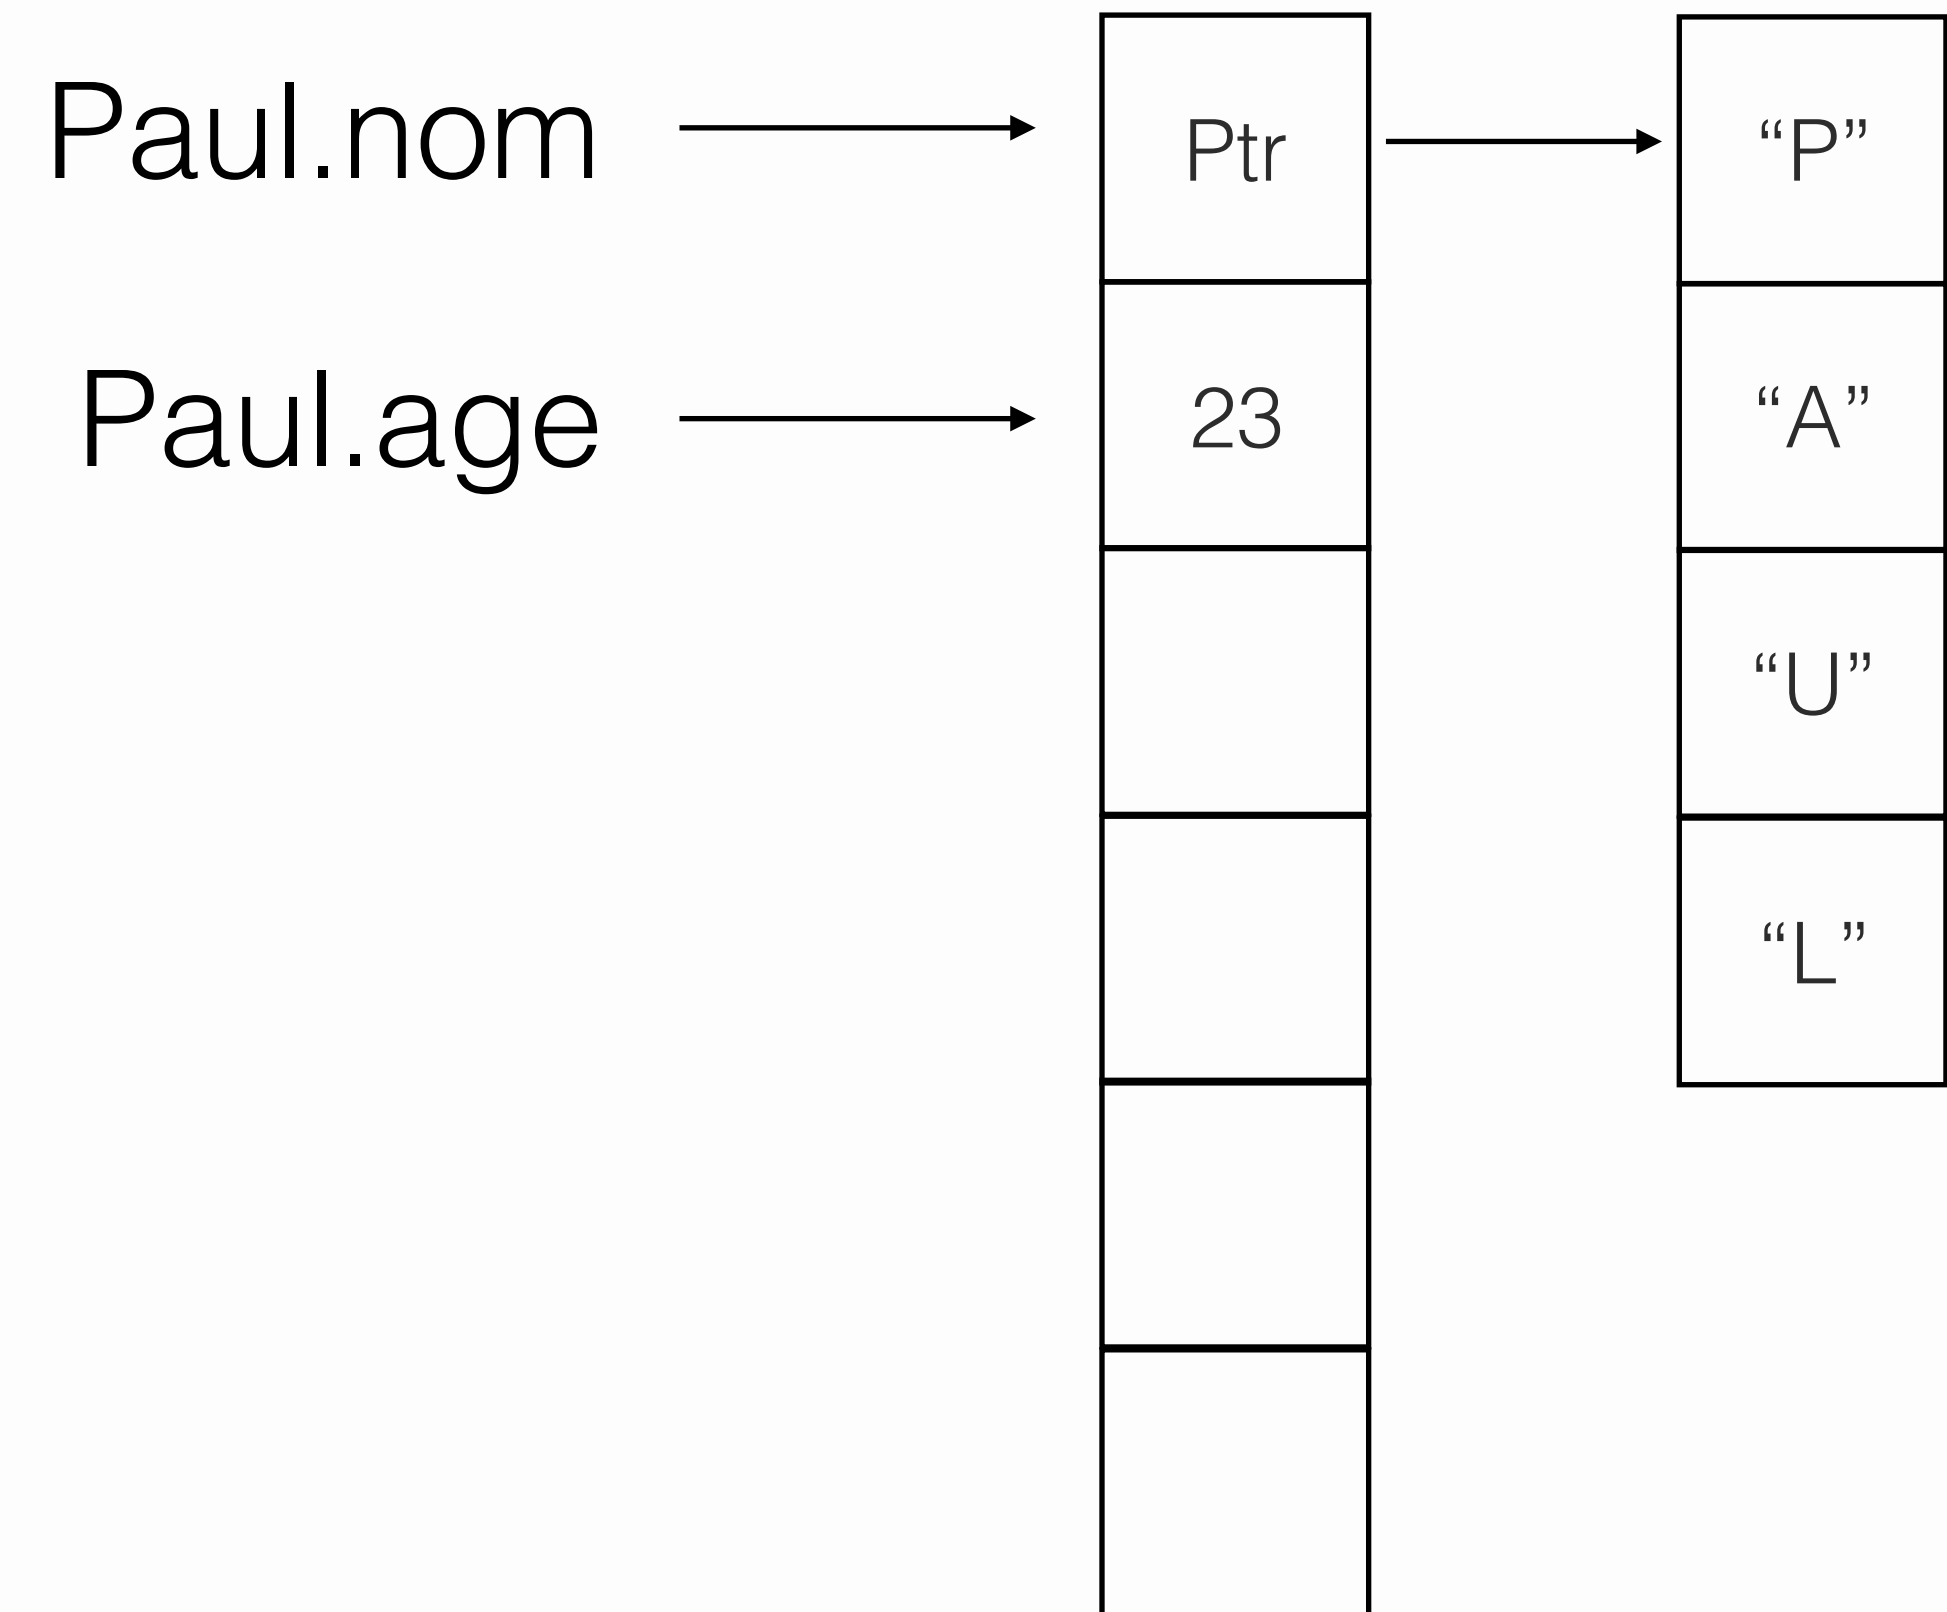 Paul.nom
Ptr
“P”
Paul.age
23
“A”
“U”
“L”